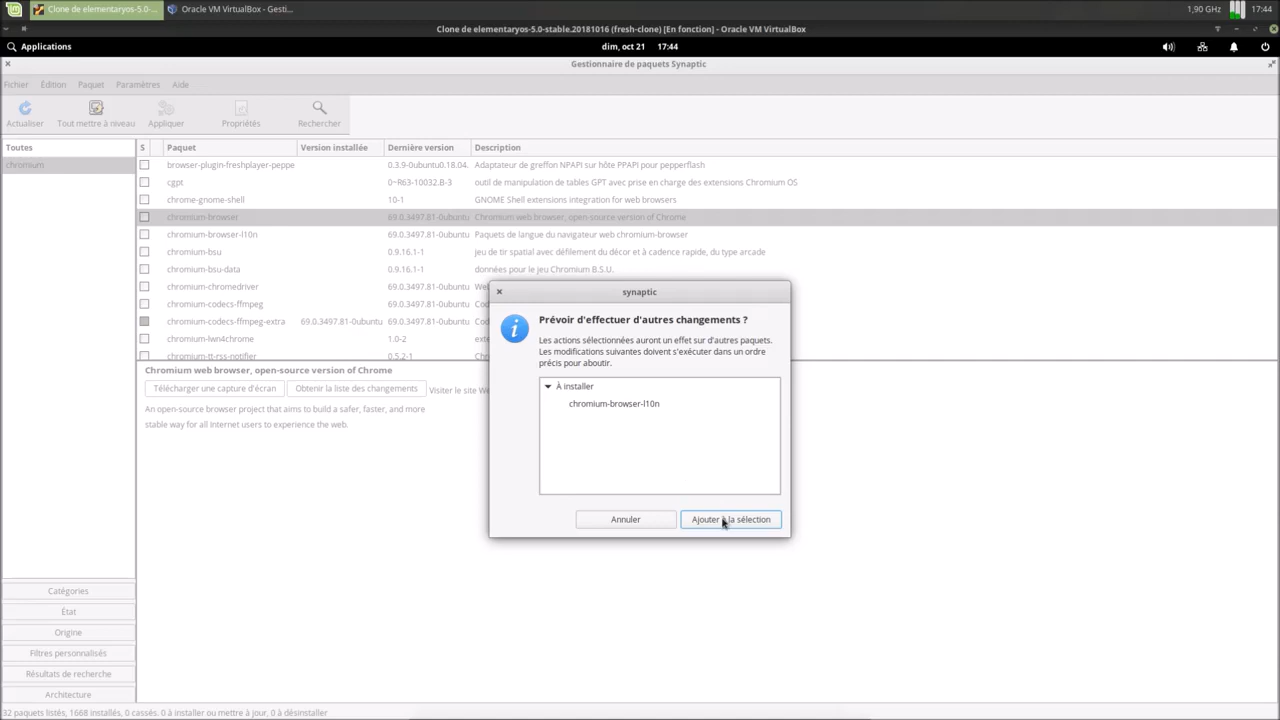 Clone de elementaryos-5.0-... Oracle VM VirtualBox - Gesti... 1,90 GHz 17:44
Clone de elementaryos-5.0-stable.20181016 (fresh-clone) [En fonction] - Oracle VM VirtualBox
Applications dim, oct 21 17:44
Gestionnaire de paquets Synaptic
Fichier Édition Paquet Paramètres Aide
Actualiser Tout mettre à niveau Appliquer Propriétés Rechercher
Toutes S Paquet Version installée Dernière version Description
chromium browser-plugin-freshplayer-peppe 0.3.9-0ubuntu0.18.04. Adaptateur de greffon NPAPI sur hôte PPAPI pour pepperflash
cgpt 0~R63-10032.B-3 outil de manipulation de tables GPT avec prise en charge des extensions Chromium OS
chrome-gnome-shell 10-1 GNOME Shell extensions integration for web browsers
chromium-browser 69.0.3497.81-0ubuntu Chromium web browser, open-source version of Chrome
chromium-browser-l10n 69.0.3497.81-0ubuntu Paquets de langue du navigateur web chromium-browser
chromium-bsu 0.9.16.1-1 jeu de tir spatial avec défilement du décor et à cadence rapide, du type arcade
chromium-bsu-data 0.9.16.1-1 données pour le jeu Chromium B.S.U.
chromium-chromedriver 69.0.3497.81-0ubuntu We
chromium-codecs-ffmpeg 69.0.3497.81-0ubuntu Cod
chromium-codecs-ffmpeg-extra 69.0.3497.81-0ubuntu 69.0.3497.81-0ubuntu Cod
chromium-lwn4chrome 1.0-2 exte
chromium-tt-rss-notifier 0.5.2-1 Chr
Chromium web browser, open-source version of Chrome
Télécharger une capture d'écran Obtenir la liste des changements Visiter le site We
An open-source browser project that aims to build a safer, faster, and more
stable way for all Internet users to experience the web.
synaptic
Prévoir d'effectuer d'autres changements ?
Les actions sélectionnées auront un effet sur d'autres paquets.
Les modifications suivantes doivent s'exécuter dans un ordre
précis pour aboutir.
À installer
chromium-browser-l10n
Annuler Ajouter à la sélection
Catégories
État
Origine
Filtres personnalisés
Résultats de recherche
Architecture
32 paquets listés, 1668 installés, 0 cassés. 0 à installer ou mettre à jour, 0 à désinstaller